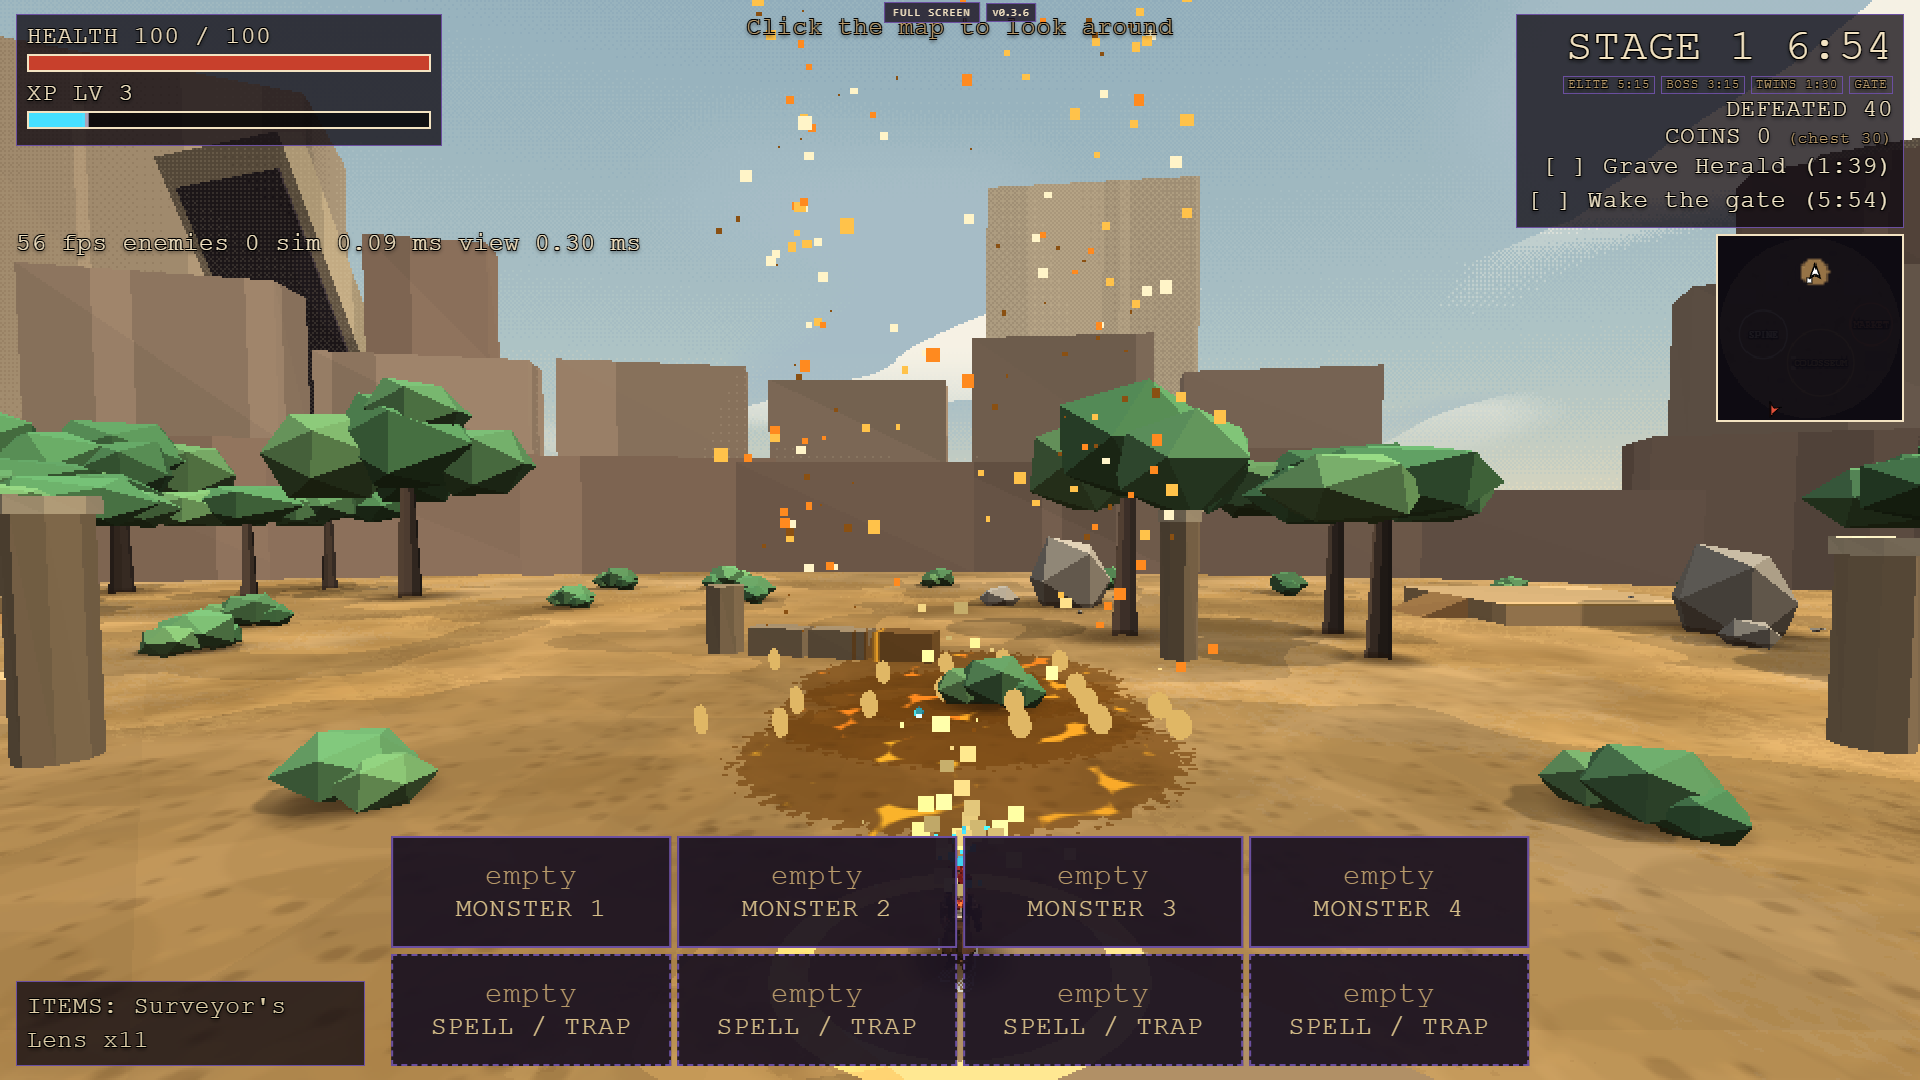 FULL SCREEN
v0.3.6
Click the map to look around
HEALTH 100 / 100
XP LV 3
56 fps enemies 0 sim 0.09 ms view 0.30 ms
STAGE 1 6:54
ELITE 5:15
BOSS 3:15
TWINS 1:30
GATE
DEFEATED 40
COINS 0 (chest 30)
[ ] Grave Herald (1:39)
[ ] Wake the gate (5:54)
empty
MONSTER 1
empty
MONSTER 2
empty
MONSTER 3
empty
MONSTER 4
empty
SPELL / TRAP
empty
SPELL / TRAP
empty
SPELL / TRAP
empty
SPELL / TRAP
ITEMS: Surveyor's
Lens x11